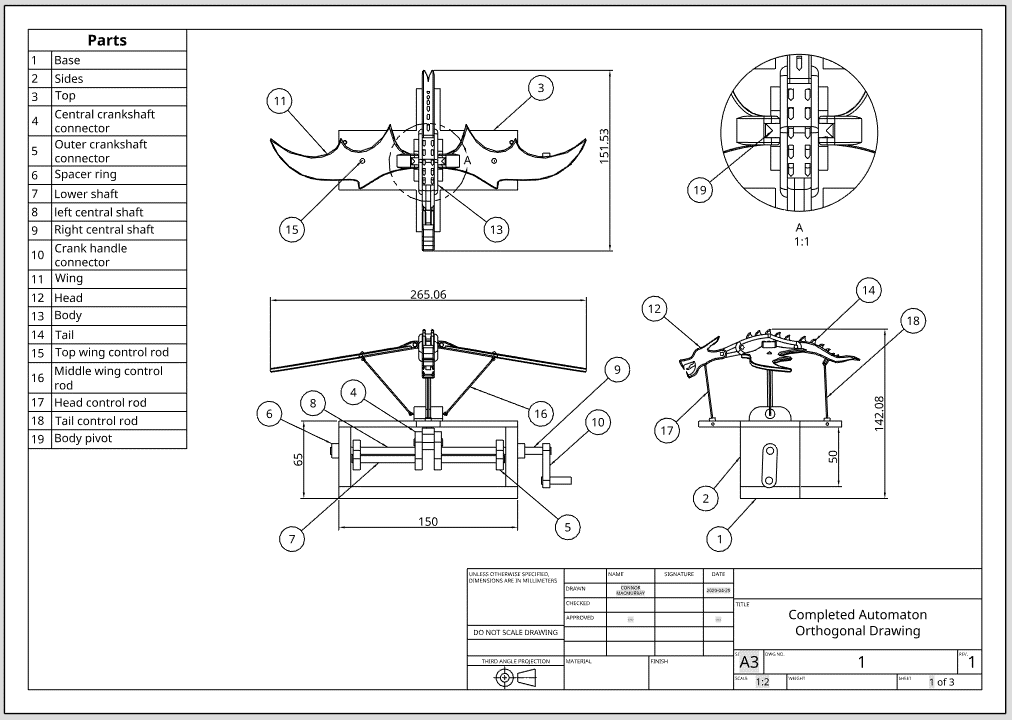 Parts
1 Base
2 Sides
3 Top
4 Central crankshaft
connector
5 Outer crankshaft
connector
6 Spacer ring
7 Lower shaft
8 left central shaft
9 Right central shaft
10 Crank handle
connector
11 Wing
12 Head
13 Body
14 Tail
15 Top wing control rod
16 Middle wing control
rod
17 Head control rod
18 Tail control rod
19 Body pivot
11
3
151.53
A
15
13
19
A
1:1
265.06
12
14
18
9
4
8
6
16
10
17
142.08
65
50
150
2
7
5
1
UNLESS OTHERWISE SPECIFIED,
DIMENSIONS ARE IN MILLIMETERS
NAME
SIGNATURE
DATE
DRAWN
CONNOR
MACMURRAY
CHECKED
APPROVED
DO NOT SCALE DRAWING
THIRD ANGLE PROJECTION
MATERIAL
FINISH
TITLE
Completed Automaton
Orthogonal Drawing
A3
DWG NO.
1
REV.
1
SCALE
1:2
WEIGHT
SHEET
1 of 3